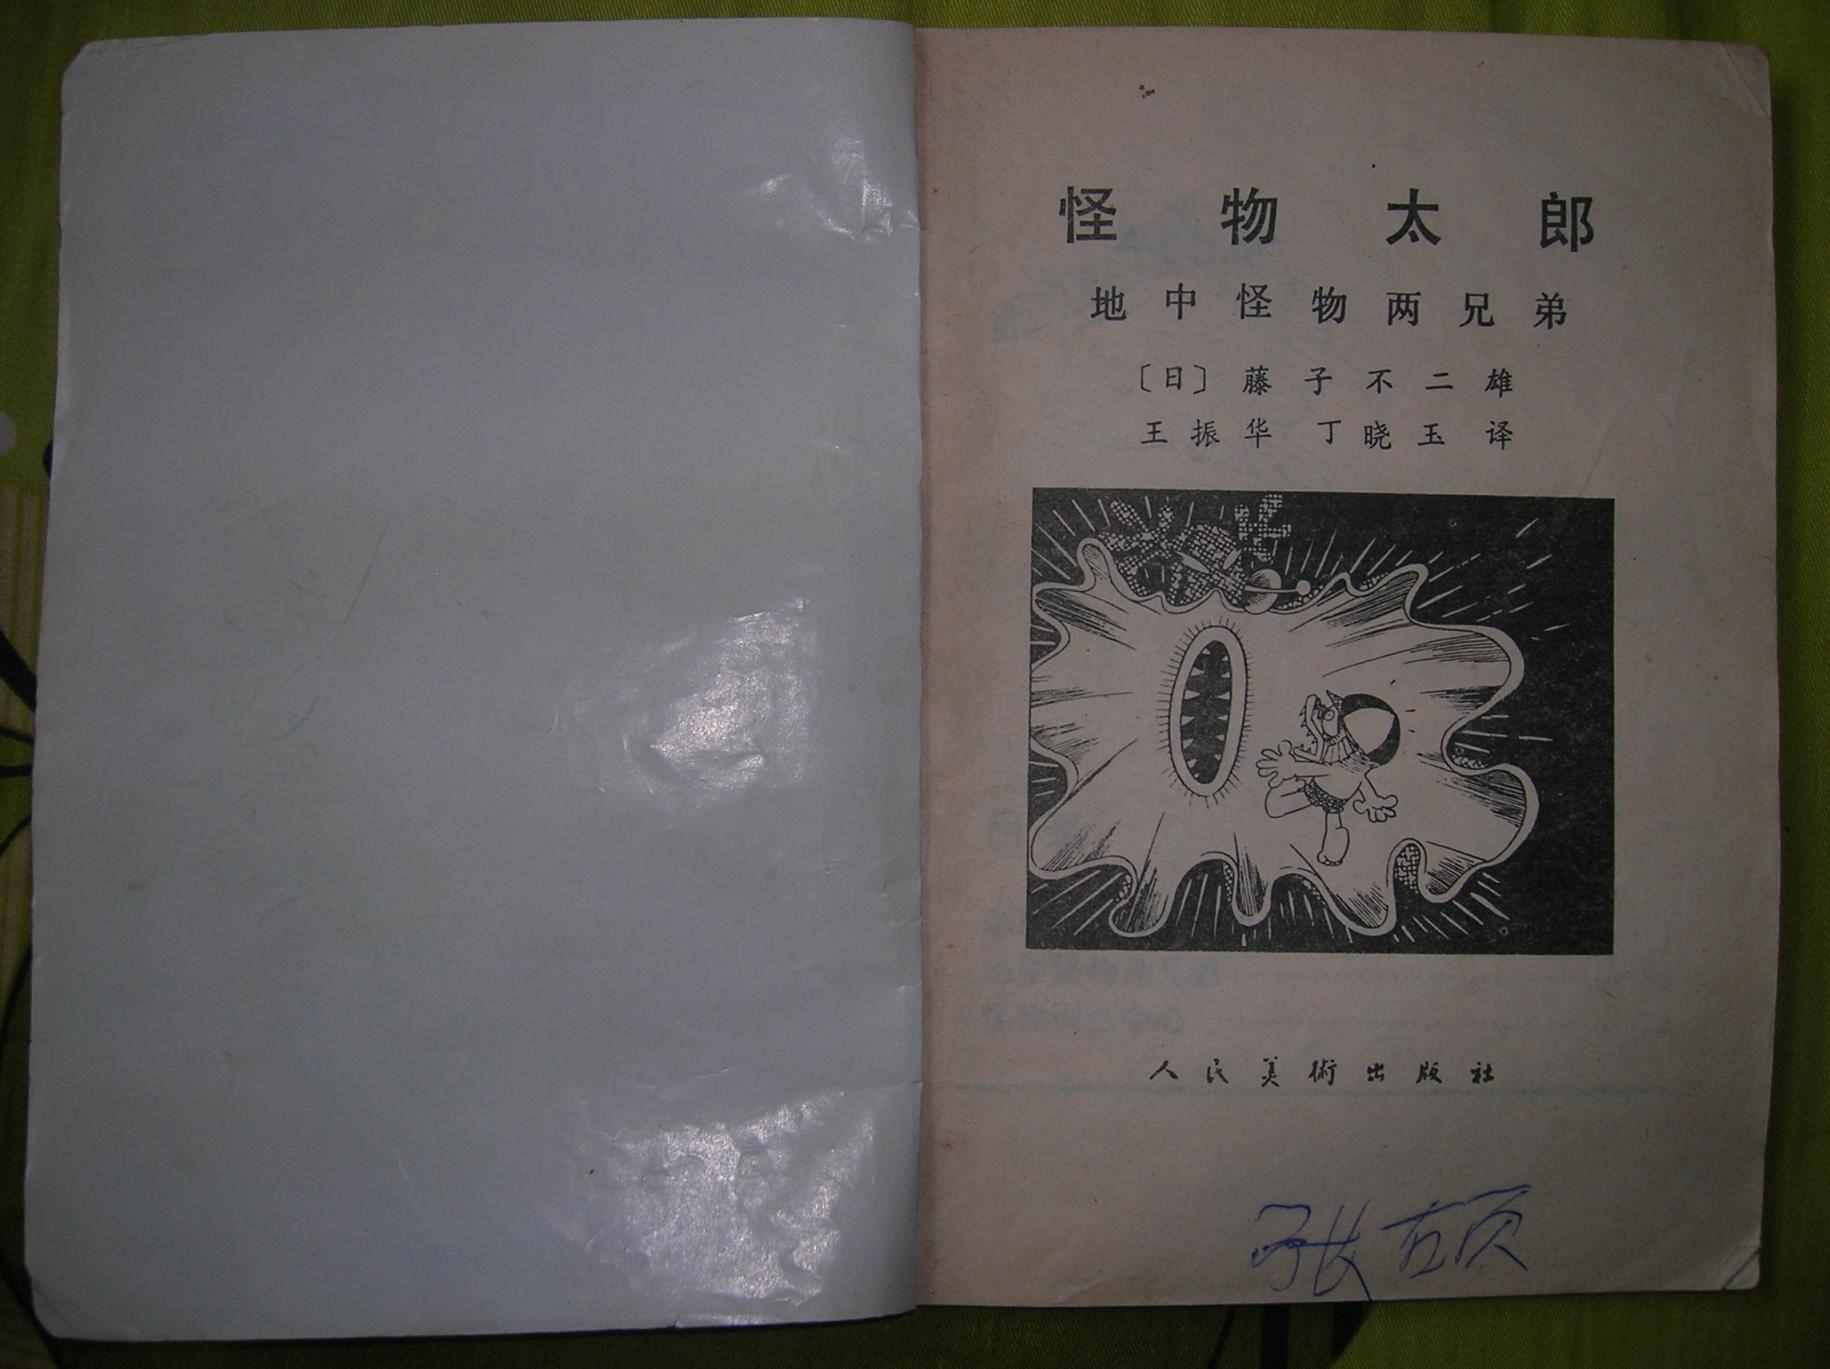 怪物太郎
地中怪物两兄弟
〔日〕藤子不二雄
王振华 丁晓玉 译
人民美術出版社